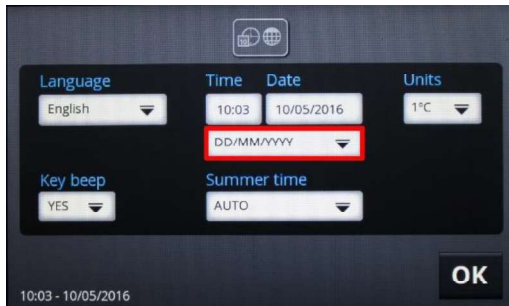 10
Language Time Date Units
English 10:03 10/05/2016 1°C
DD/MM/YYYY
Key beep Summer time
YES AUTO
OK
10:03 - 10/05/2016